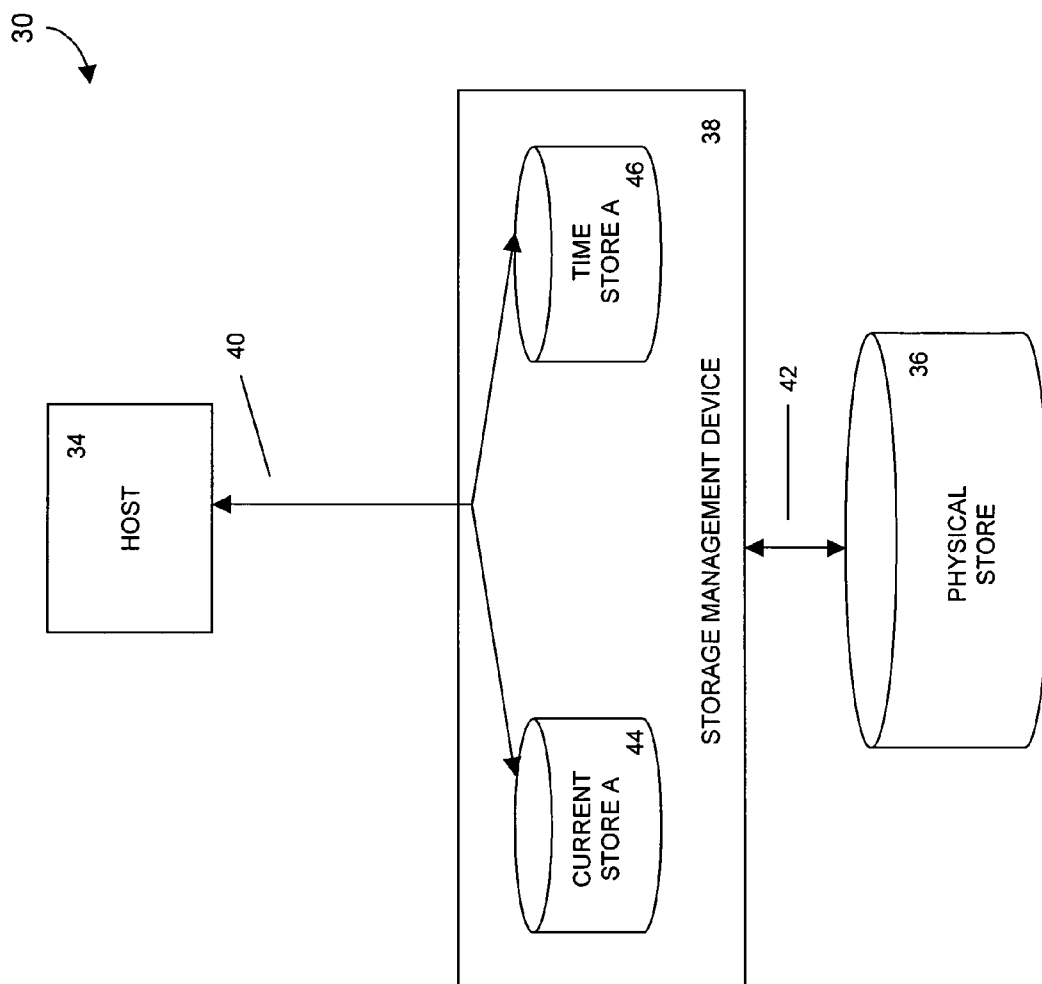 30
34
HOST
40
CURRENT
STORE A
44
TIME
STORE A
46
STORAGE MANAGEMENT DEVICE
38
42
36
PHYSICAL
STORE